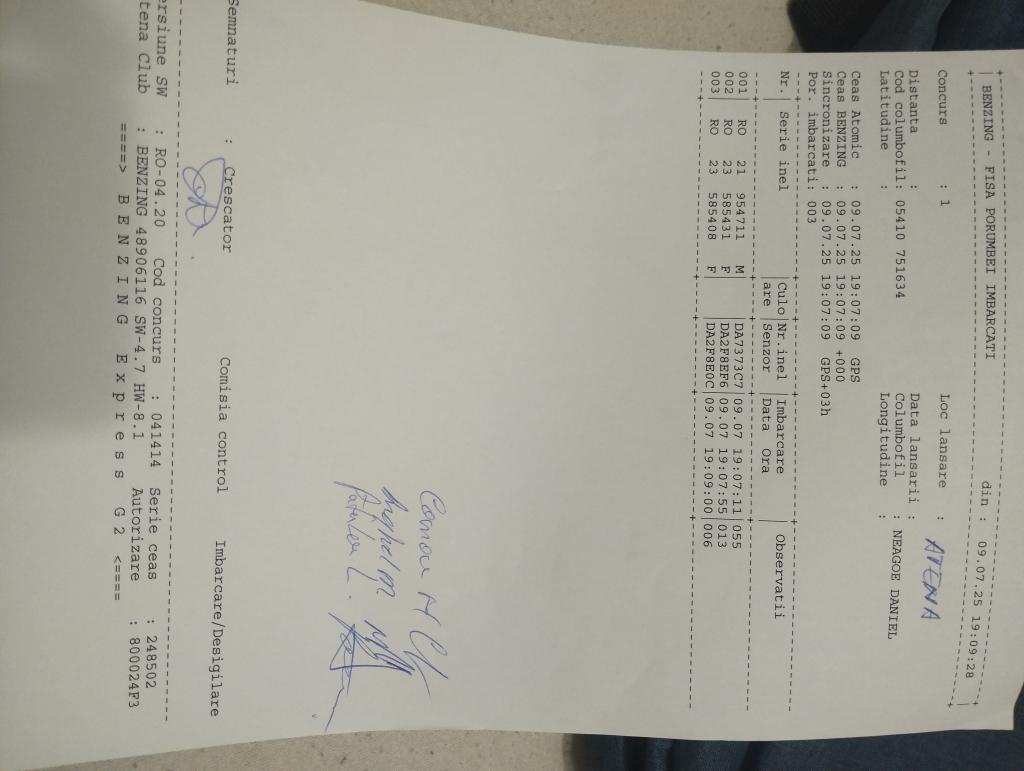 BENZING - FISA PORUMBEI IMBARCATI din : 09.07.25 19:09:28
Concurs : 1 Loc lansare : ATENA
Distanta : Data lansarii :
Cod columbofil: 05410 751634 Columbofil : NEAGOE DANIEL
Latitudine : Longitudine :
Ceas Atomic : 09.07.25 19:07:09 GPS
Ceas BENZING : 09.07.25 19:07:09 +000
Sincronizare : 09.07.25 19:07:09 GPS+03h
Por. imbarcati: 003
Nr.| Serie inel |Culo|Nr.inel|Imbarcare | Observatii
|are |Senzor |Data Ora |
001| RO 21 954711 M| |DA7373C7|09.07 19:07:11|055
002| RO 23 585431 F| |DA2F8EF6|09.07 19:07:55|013
003| RO 23 585408 F| |DA2F8E0C|09.07 19:09:00|006
Semnaturi : Crescator Comisia control Imbarcare/Desigilare
ersiune SW : RO-04.20 Cod concurs : 041414 Serie ceas : 248502
tena Club : BENZING 48906116 SW-4.7 HW-8.1 Autorizare : 800024F3
====> B E N Z I N G E x p r e s s G 2 <====